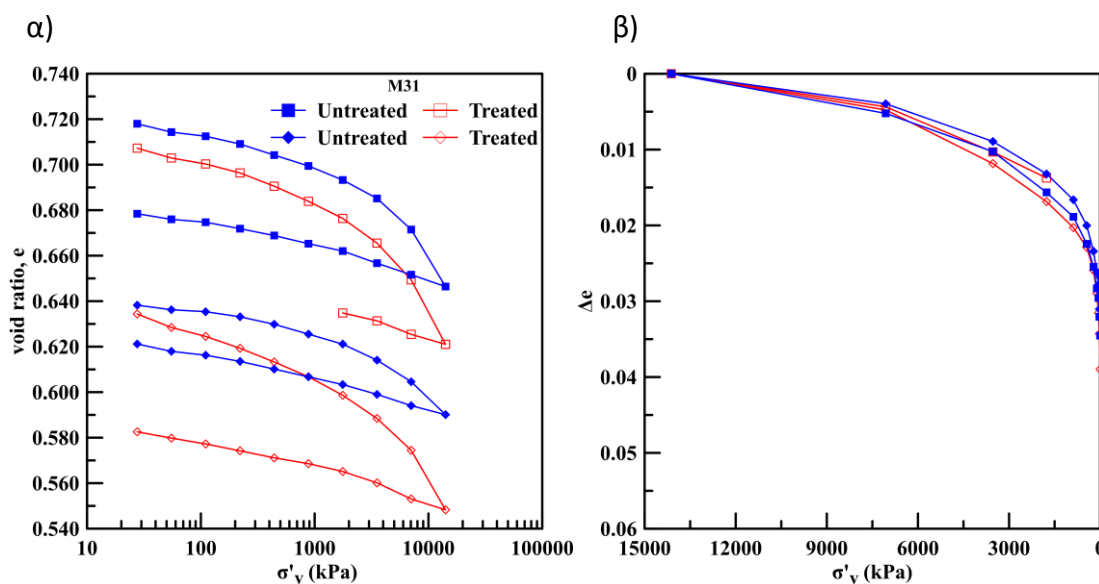 α)
β)
M31
Untreated Treated
Untreated Treated
0.740
0.720
0.700
0.680
0.660
0.640
0.620
0.600
0.580
0.560
0.540
void ratio, e
10 100 1000 10000 100000
σ'v (kPa)
0
0.01
0.02
0.03
0.04
0.05
0.06
Δe
15000 12000 9000 6000 3000 0
σ'v (kPa)